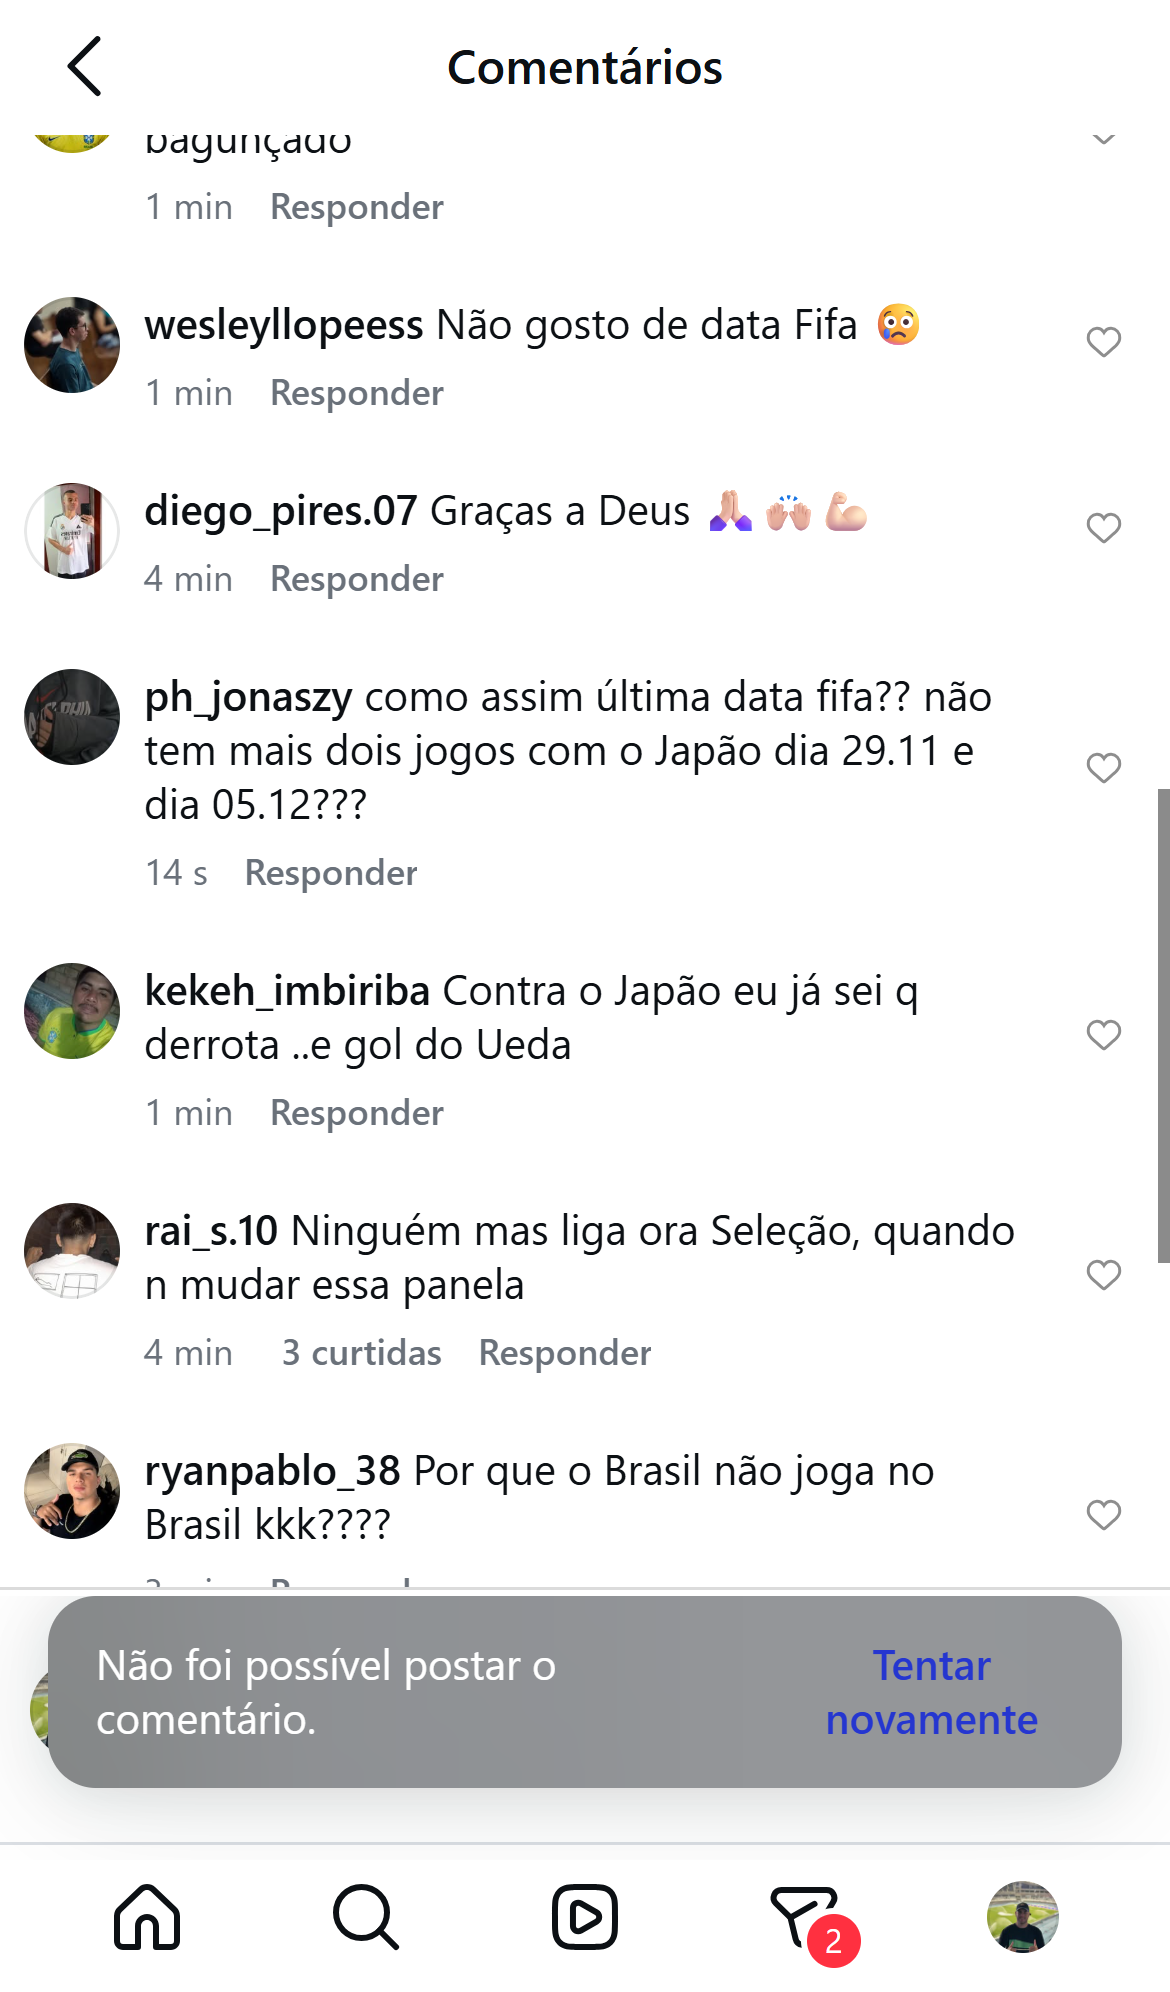 Comentários
bagunçado
1 min Responder
wesleyllopeess Não gosto de data Fifa 😢
1 min Responder
diego_pires.07 Graças a Deus 🙏🏻 🙌🏻 💪🏻
4 min Responder
ph_jonaszy como assim última data fifa?? não
tem mais dois jogos com o Japão dia 29.11 e
dia 05.12???
14 s Responder
kekeh_imbiriba Contra o Japão eu já sei q
derrota ..e gol do Ueda
1 min Responder
rai_s.10 Ninguém mas liga ora Seleção, quando
n mudar essa panela
4 min 3 curtidas Responder
ryanpablo_38 Por que o Brasil não joga no
Brasil kkk????
Não foi possível postar o
comentário.
Tentar
novamente
2